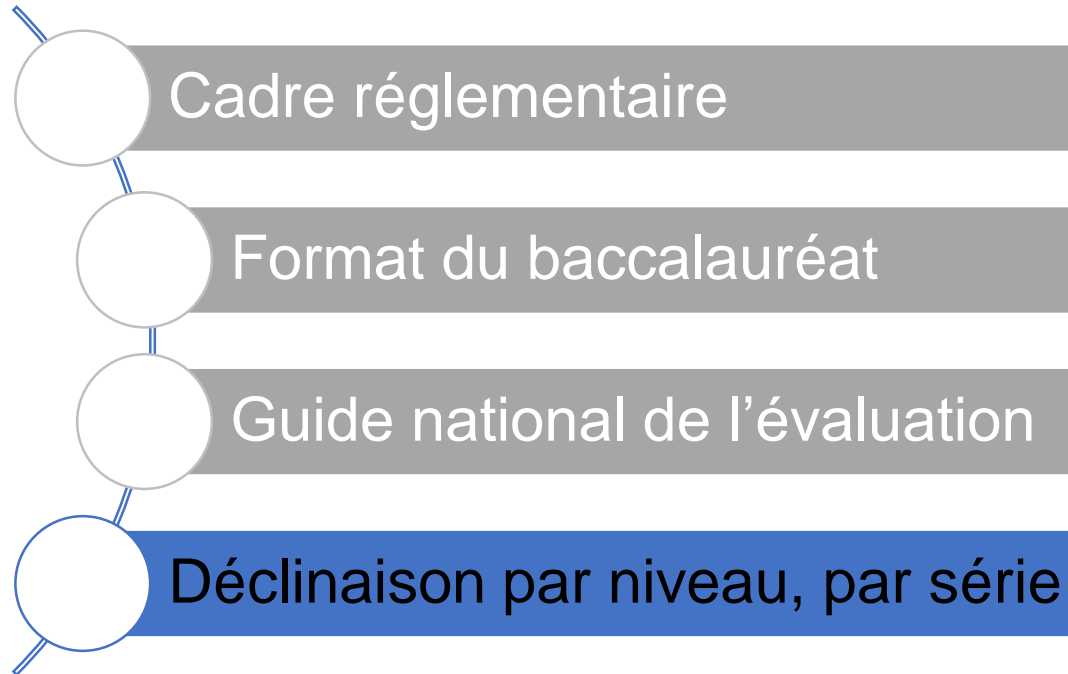 Cadre réglementaire
Format du baccalauréat
Guide national de l’évaluation
Déclinaison par niveau, par série